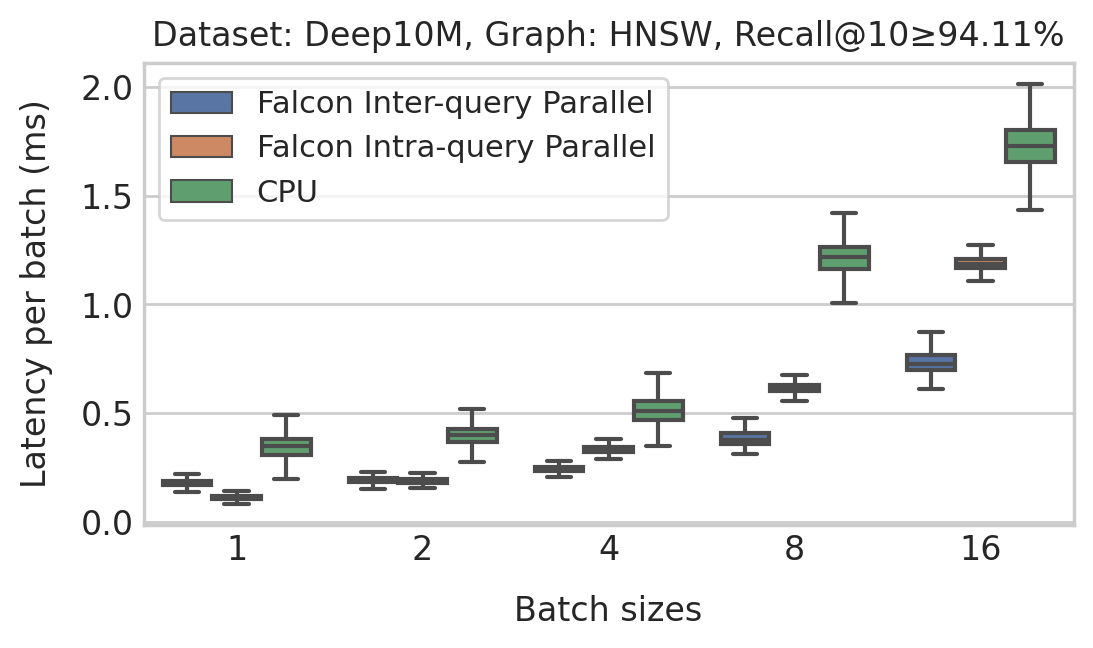 Dataset: Deep10M, Graph: HNSW, Recall@10≥94.11%
Latency per batch (ms)
2.0
1.5
1.0
0.5
0.0
Falcon Inter-query Parallel
Falcon Intra-query Parallel
CPU
1 2 4 8 16
Batch sizes